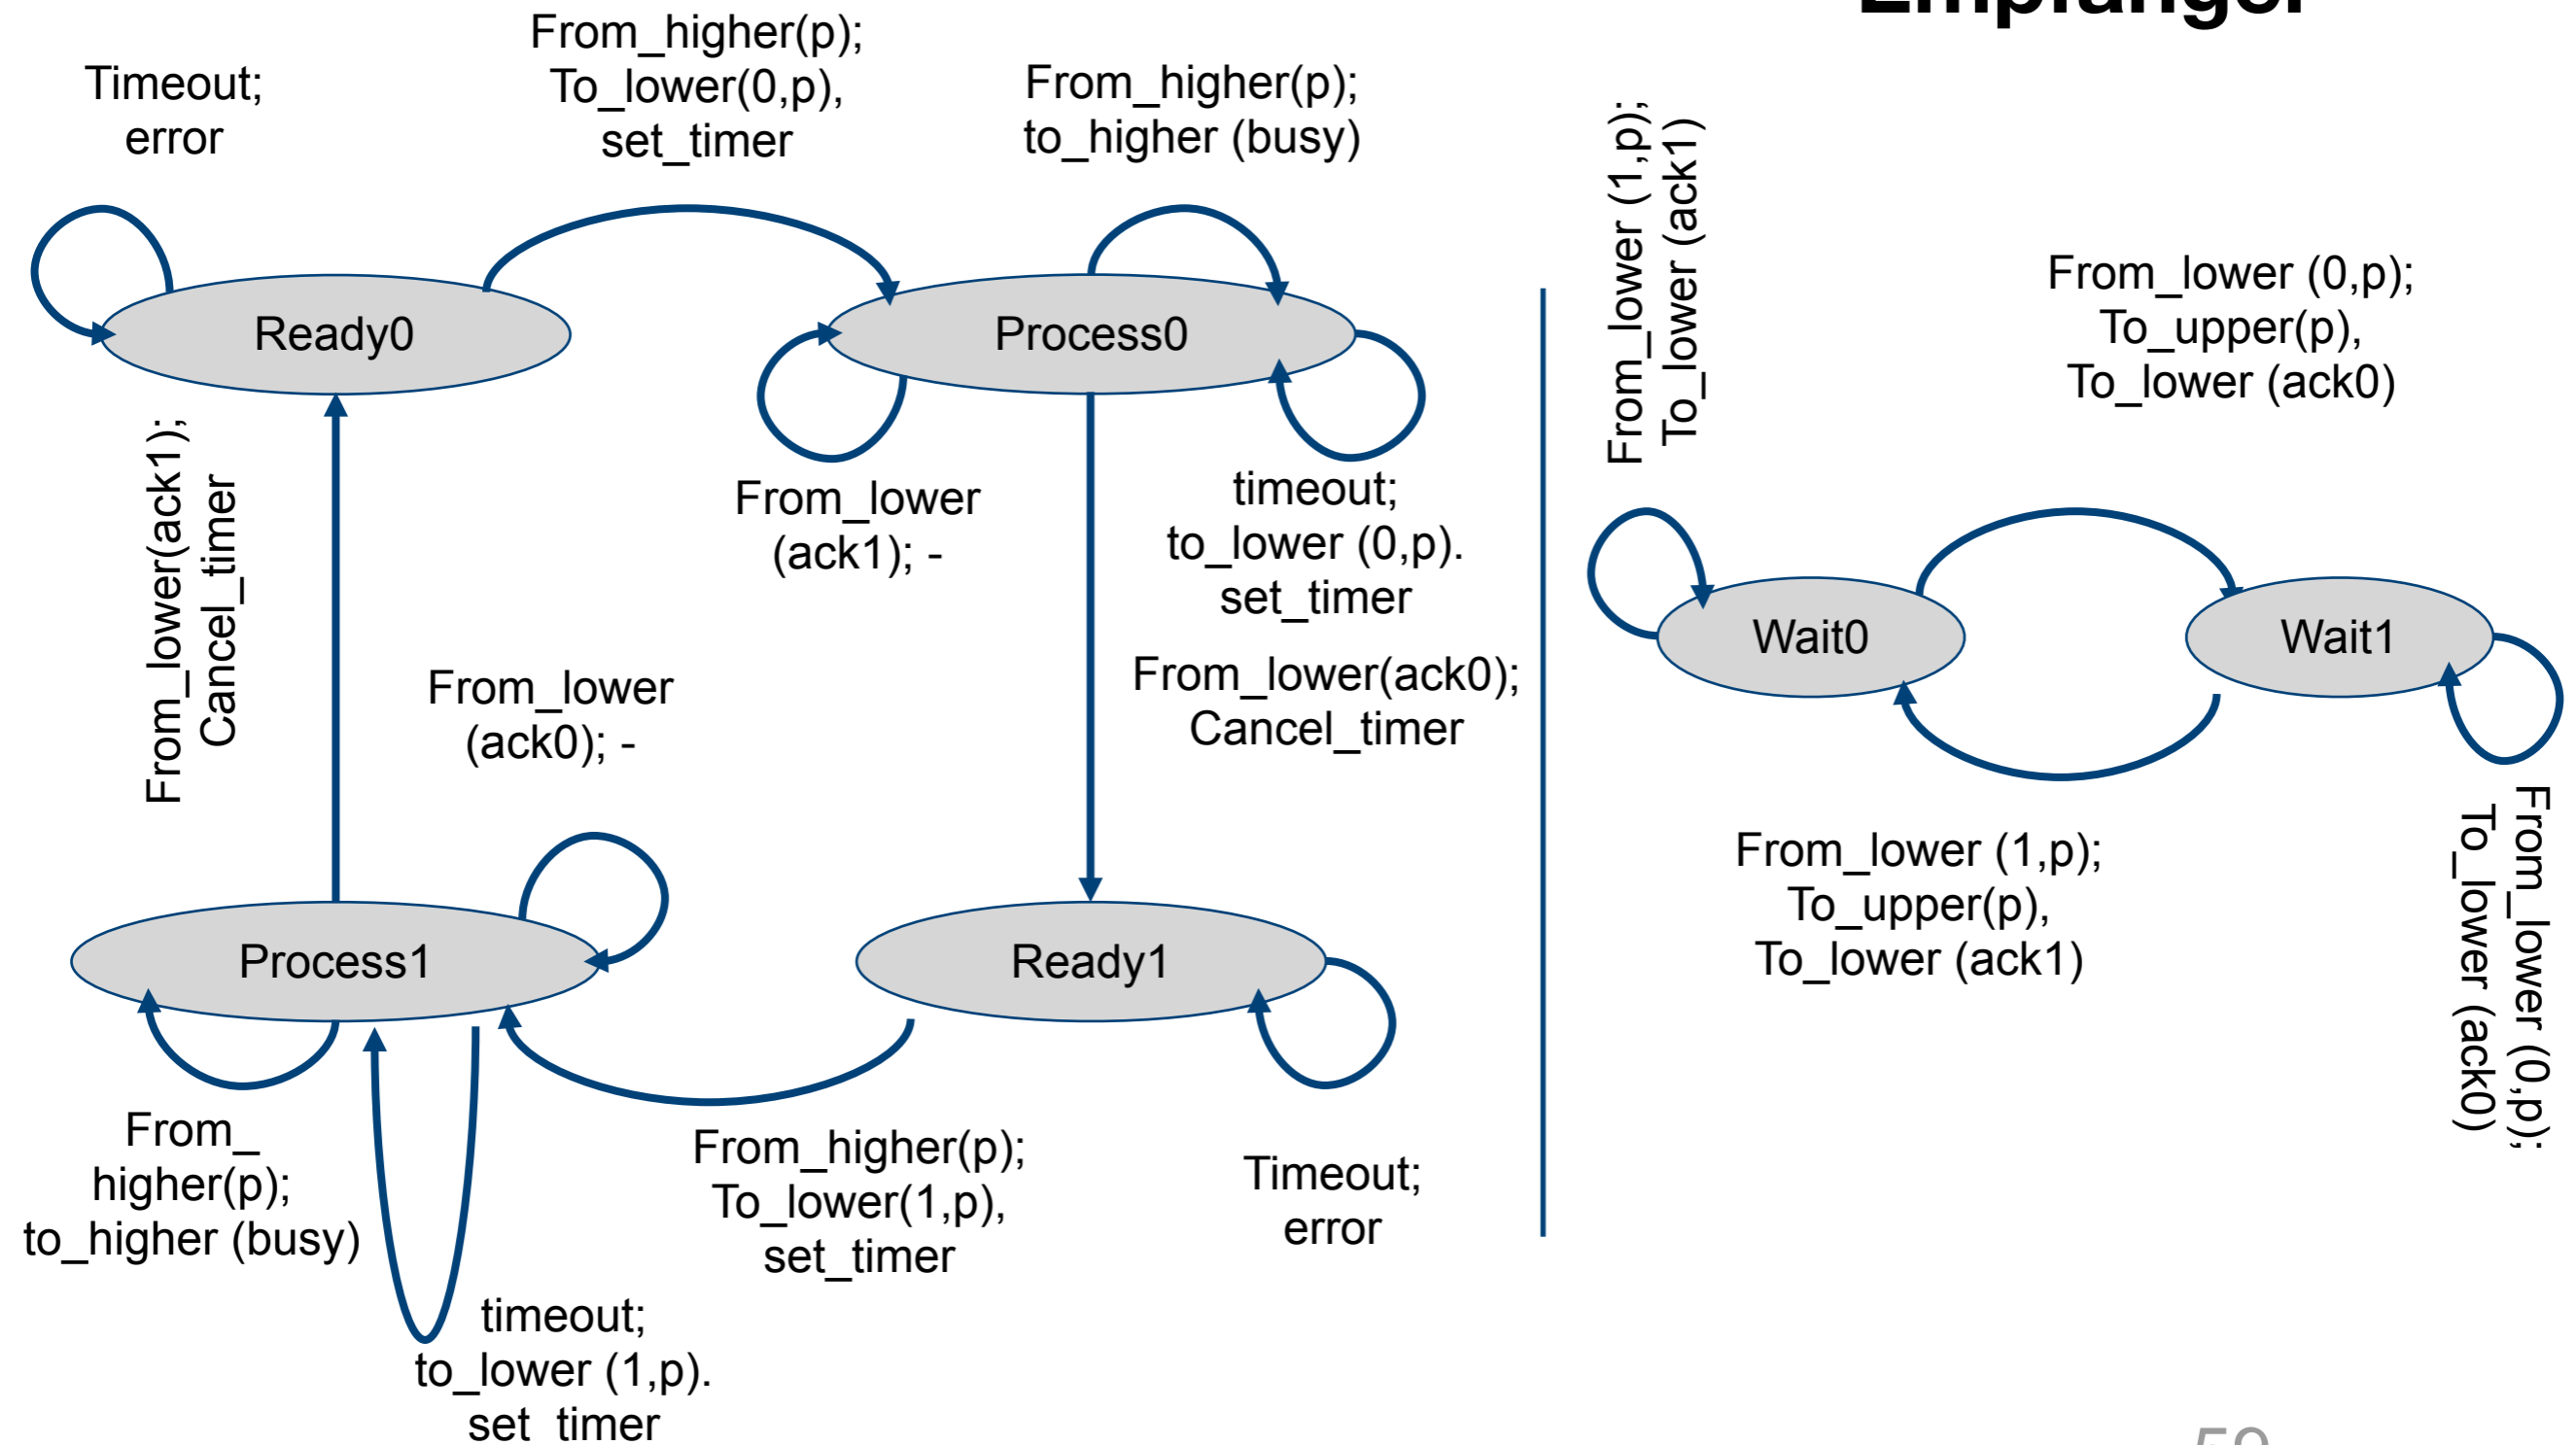 Empfänger
Timeout;
error
From_higher(p);
To_lower(0,p),
set_timer
From_higher(p);
to_higher (busy)
Ready0
Process0
From_lower
(ack1); -
timeout;
to_lower (0,p).
set_timer
From_lower(ack1);
Cancel_timer
From_lower
(ack0); -
From_lower(ack0);
Cancel_timer
Process1
Ready1
From_
higher(p);
to_higher (busy)
timeout;
to_lower (1,p).
set_timer
From_higher(p);
To_lower(1,p),
set_timer
Timeout;
error
From_lower (1,p);
To_lower (ack1)
From_lower (0,p);
To_upper(p),
To_lower (ack0)
Wait0
Wait1
From_lower (1,p);
To_upper(p),
To_lower (ack1)
From_lower (0,p);
To_lower (ack0)